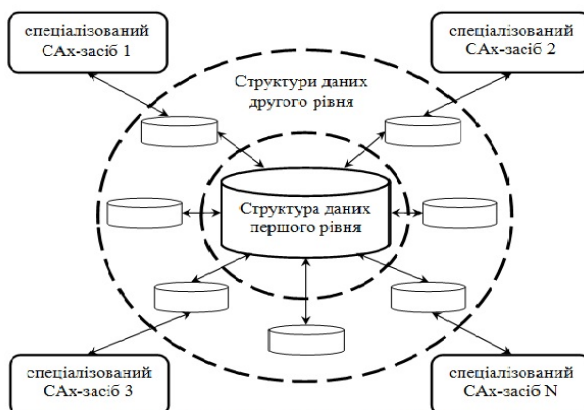 спеціалізований
САх-засіб 1
спеціалізований
САх-засіб 2
Структури даних
другого рівня
Структура даних
першого рівня
спеціалізований
САх-засіб 3
спеціалізований
САх-засіб N